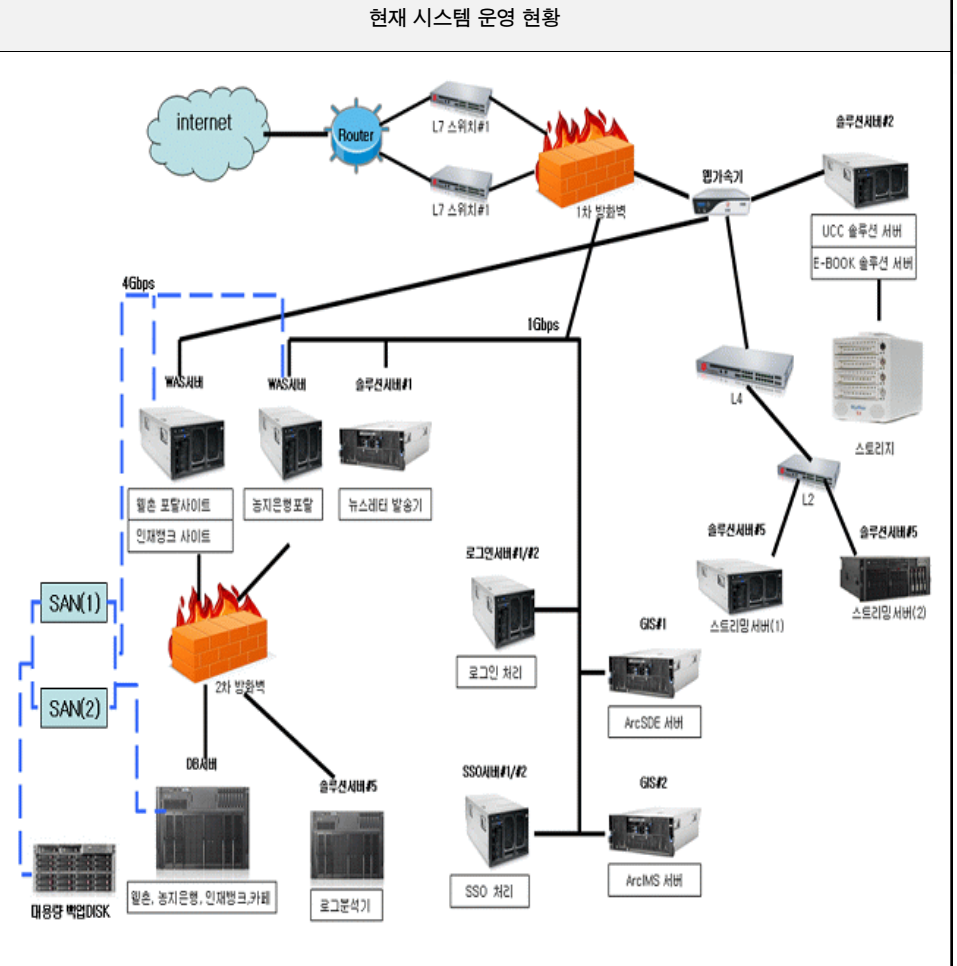 현재 시스템 운영 현황
internet
Router
L7 스위치#1
L7 스위치#1
1차 방화벽
웹가속기
솔루션서버#2
UCC 솔루션 서버
E-BOOK 솔루션 서버
스토리지
4Gbps
1Gbps
WAS서버
WAS서버
솔루션서버#1
웰촌 포탈사이트
인재뱅크 사이트
농지은행포탈
뉴스레터 발송기
L4
L2
솔루션서버#5
솔루션서버#5
스트리밍서버(1)
스트리밍서버(2)
로그인서버#1/#2
로그인 처리
GIS#1
ArcSDE 서버
SAN(1)
SAN(2)
2차 방화벽
DB서버
솔루션서버#5
SSO서버#1/#2
SSO 처리
GIS#2
ArcIMS 서버
대용량 백업DISK
웰촌, 농지은행, 인재뱅크,카페
로그분석기